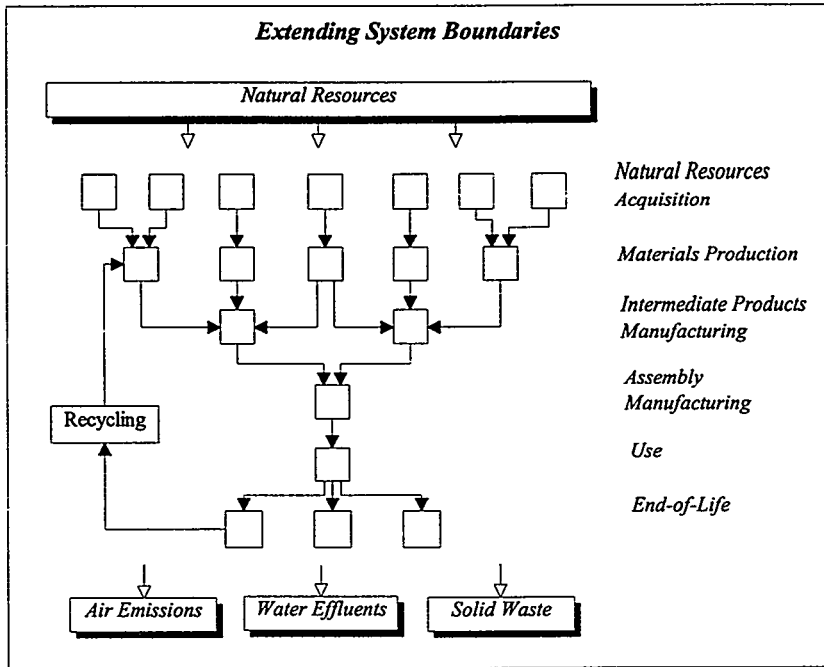 Extending System Boundaries
Natural Resources
Natural Resources
Acquisition
Materials Production
Intermediate Products
Manufacturing
Assembly
Manufacturing
Recycling
Use
End-of-Life
Air Emissions
Water Effluents
Solid Waste